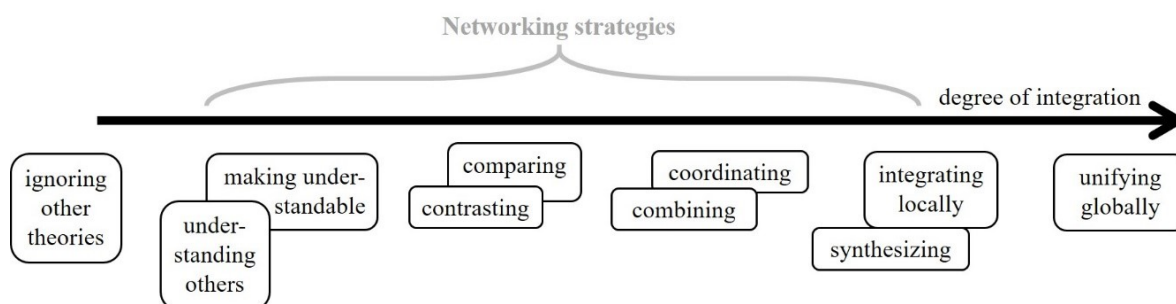 Networking strategies
degree of integration
ignoring
other
theories
making under-
standable
under-
standing
others
comparing
contrasting
coordinating
combining
integrating
locally
synthesizing
unifying
globally